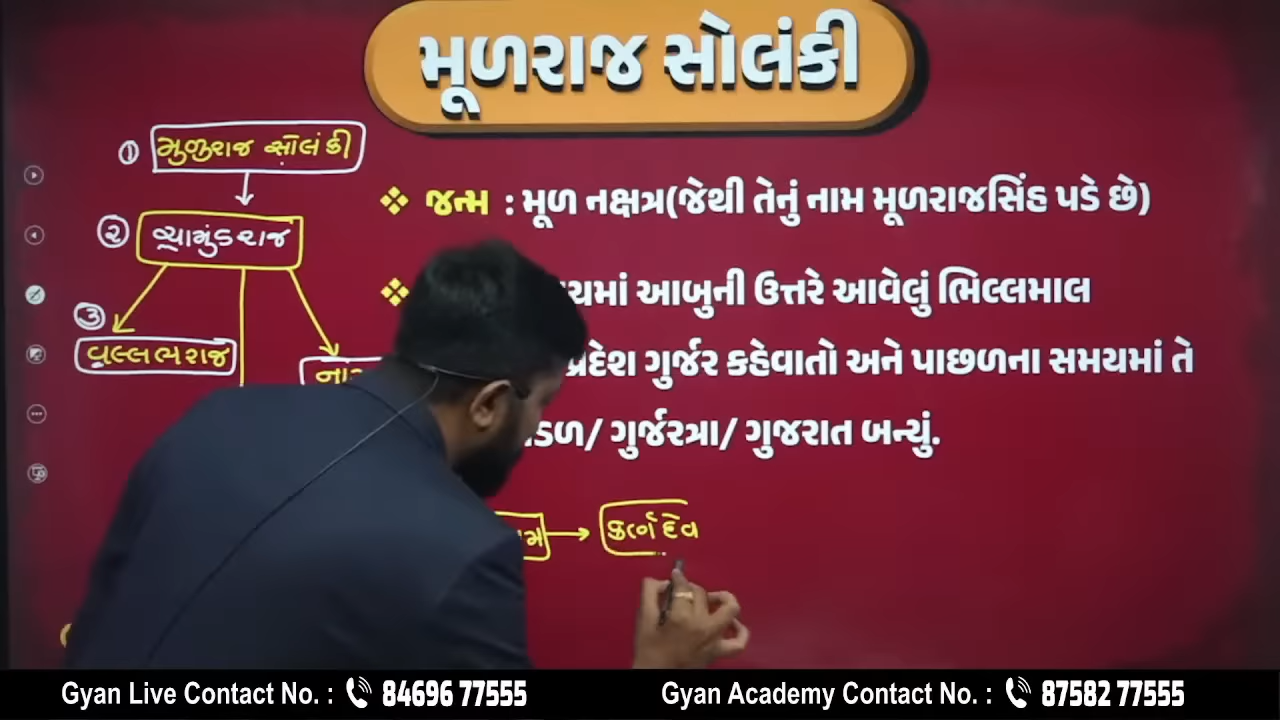 મૂળરાજ સોલંકી
① મુળરાજ સોલંકી
② ચામુંડરાજ
③
વલ્લભરાજ
❖ જન્મ : મૂળ નક્ષત્ર(જેથી તેનું નામ મૂળરાજસિંહ પડે છે)
❖ આબુની ઉત્તરે આવેલું ભિલ્લમાલ
પ્રદેશ ગુર્જર કહેવાતો અને પાછળના સમયમાં તે
/ ગુર્જરત્રા/ ગુજરાત બન્યું.
કર્ણદેવ
Gyan Live Contact No. : 84696 77555
Gyan Academy Contact No. : 87582 77555